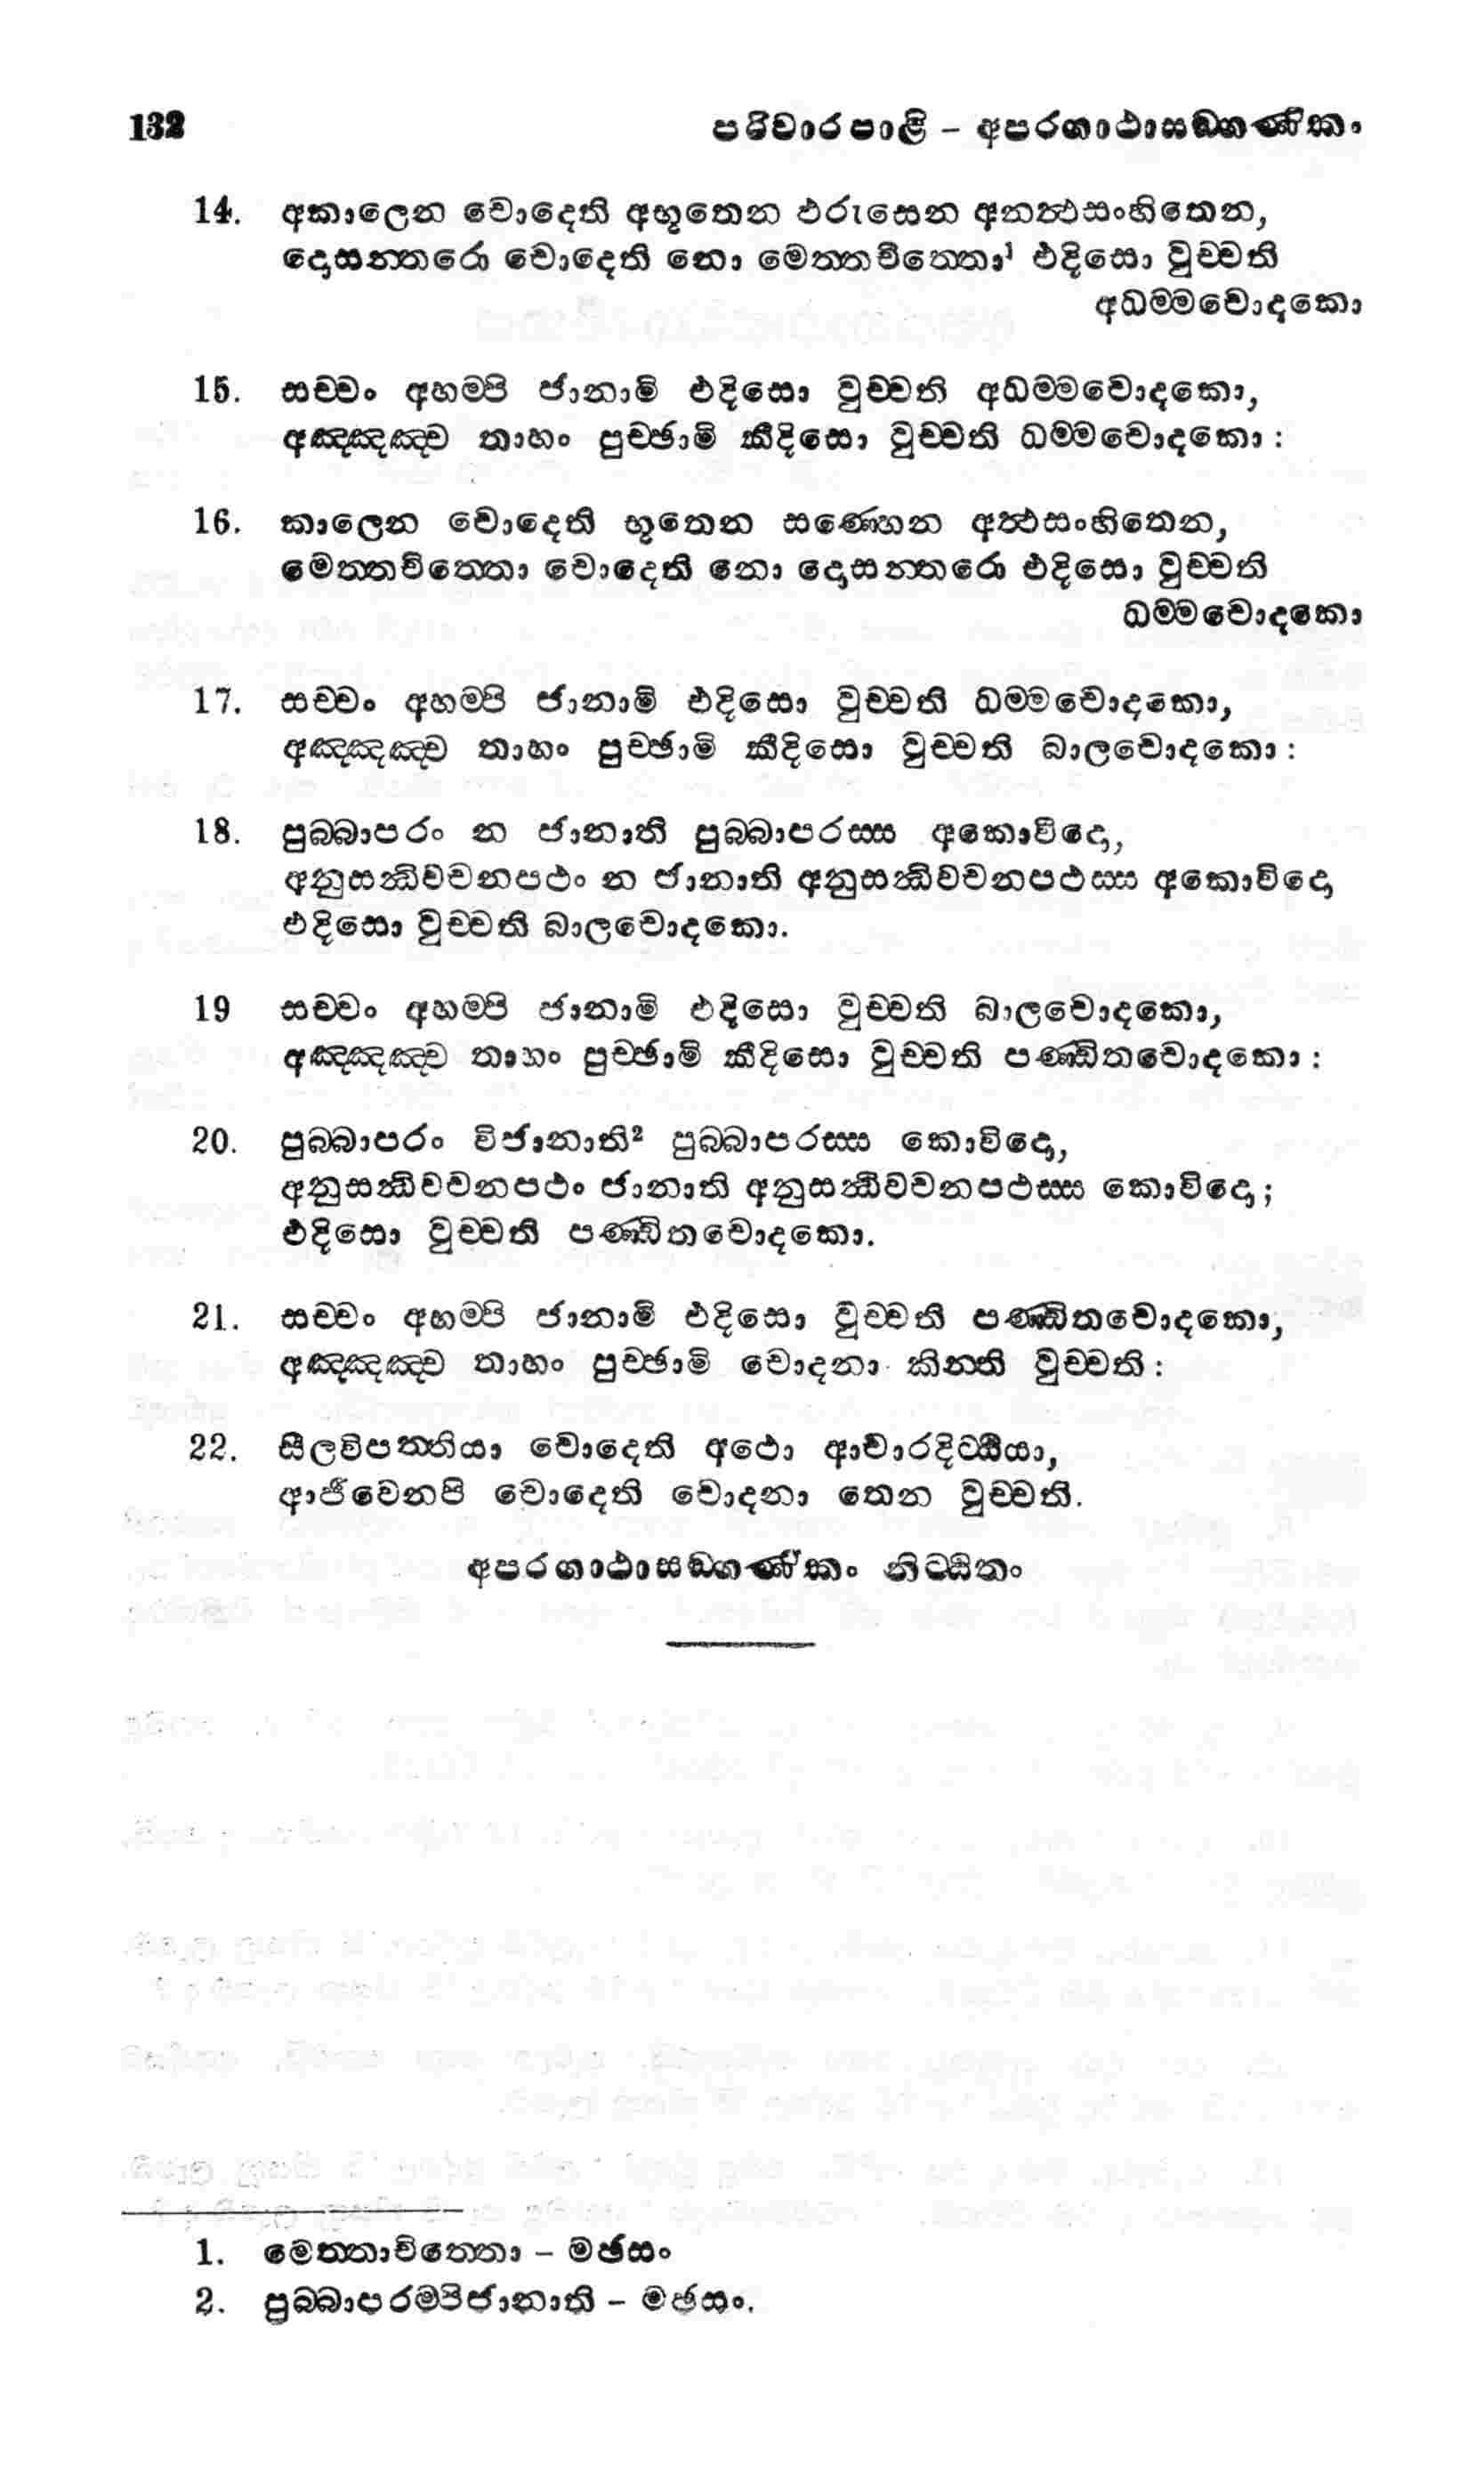 132 පරිවාරපාළි – අපරගාථාසඞ්ගණිකං
14. අකාලෙන චොදෙති අභූතෙන ඵරුසෙන අනත්ථසංහිතෙන,
දොසන්තරො චොදෙති නො මෙත්තචිත්තො¹ එදිසො වුච්චති
අධම්මචොදකො
15. සච්චං අහම්පි ජානාමි එදිසො වුච්චති අධම්මචොදකො,
අඤ්ඤඤ්ච තාහං පුච්ඡාමි කීදිසො වුච්චති ධම්මචොදකො :
16. කාලෙන චොදෙති භූතෙන සණ්හෙන අත්ථසංහිතෙන,
මෙත්තචිත්තො චොදෙති නො දොසන්තරො එදිසො වුච්චති
ධම්මචොදකො
17. සච්චං අහම්පි ජානාමි එදිසො වුච්චති ධම්මචොදකො,
අඤ්ඤඤ්ච තාහං පුච්ඡාමි කීදිසො වුච්චති බාලචොදකො :
18. පුබ්බාපරං න ජානාති පුබ්බාපරස්ස අකොවිදො,
අනුසන්ධිවචනපථං න ජානාති අනුසන්ධිවචනපථස්ස අකොවිදො
එදිසො වුච්චති බාලචොදකො.
19 සච්චං අහම්පි ජානාමි එදිසො වුච්චති බාලචොදකො,
අඤ්ඤඤ්ච තාහං පුච්ඡාමි කීදිසො වුච්චති පණ්ඩිතචොදකො :
20. පුබ්බාපරං විජානාති² පුබ්බාපරස්ස කොවිදො,
අනුසන්ධිවචනපථං ජානාති අනුසන්ධිවචනපථස්ස කොවිදො ;
එදිසො වුච්චති පණ්ඩිතචොදකො.
21. සච්චං අහම්පි ජානාමි එදිසො වුච්චති පණ්ඩිතචොදකො,
අඤ්ඤඤ්ච තාහං පුච්ඡාමි චොදනා කින්ති වුච්චති :
22. සීලවිපත්තියා චොදෙති අථො ආචාරදිට්ඨියා,
ආජීවෙනපි චොදෙති චොදනා තෙන වුච්චති.
අපරගාථාසඞ්ගණිකං නිට්ඨිතං
1. මෙත්තාචිත්තො – මඡසං
2. පුබ්බාපරම්පිජානාති – මඡසං.